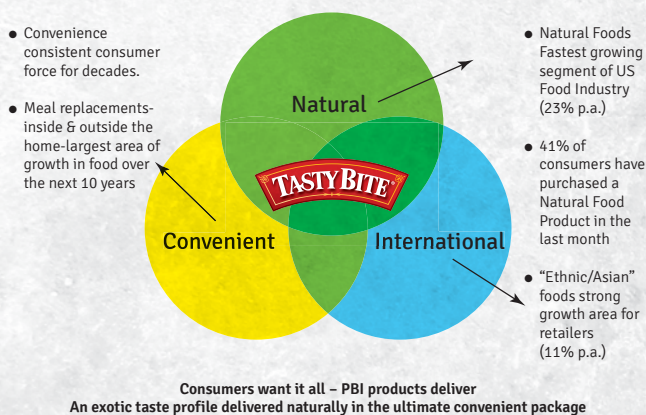 ● Convenience
consistent consumer
force for decades.
● Meal replacements-
inside & outside the
home-largest area of
growth in food over
the next 10 years
Natural
TASTY BITE
Convenient
International
● Natural Foods
Fastest growing
segment of US
Food Industry
(23% p.a.)
● 41% of
consumers have
purchased a
Natural Food
Product in the
last month
● “Ethnic/Asian”
foods strong
growth area for
retailers
(11% p.a.)
Consumers want it all – PBI products deliver
An exotic taste profile delivered naturally in the ultimate convenient package